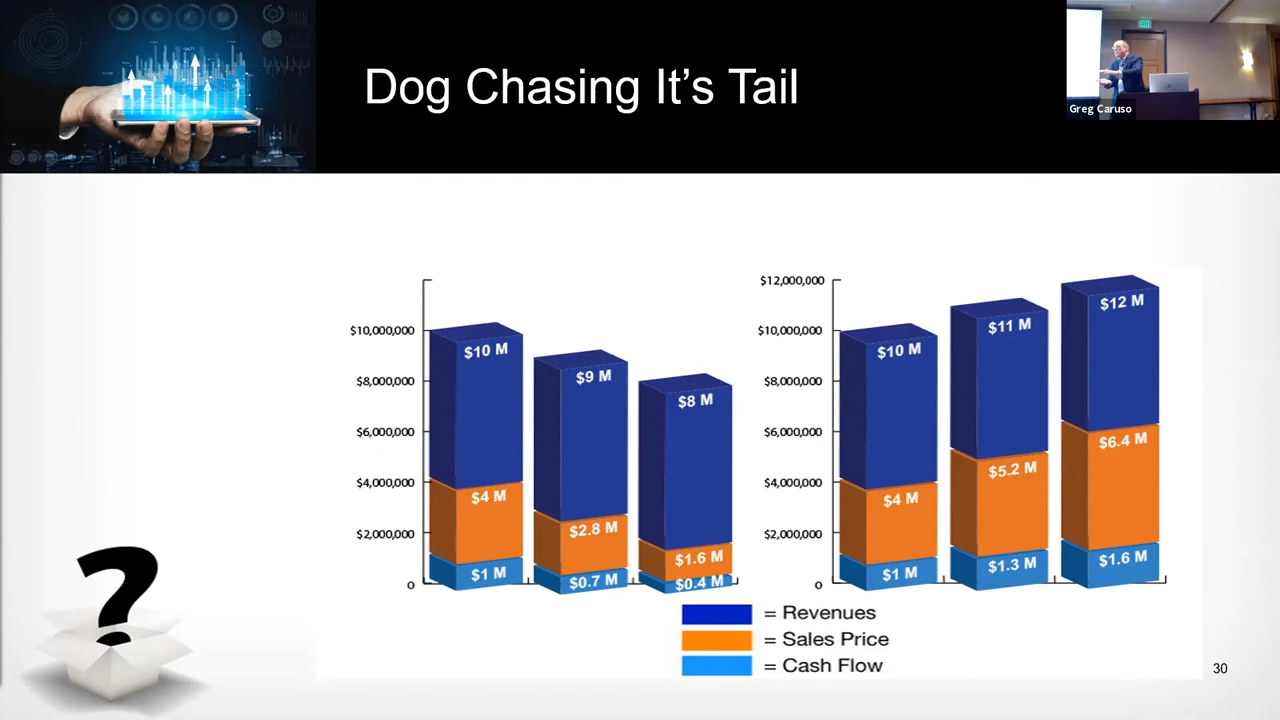 Dog Chasing It's Tail
Greg Caruso
$10,000,000
$8,000,000
$6,000,000
$4,000,000
$2,000,000
0
$10 M
$4 M
$1 M
$9 M
$2.8 M
$0.7 M
$8 M
$1.6 M
$0.4 M
$12,000,000
$10,000,000
$8,000,000
$6,000,000
$4,000,000
$2,000,000
0
$10 M
$4 M
$1 M
$11 M
$5.2 M
$1.3 M
$12 M
$6.4 M
$1.6 M
= Revenues
= Sales Price
= Cash Flow
?
30